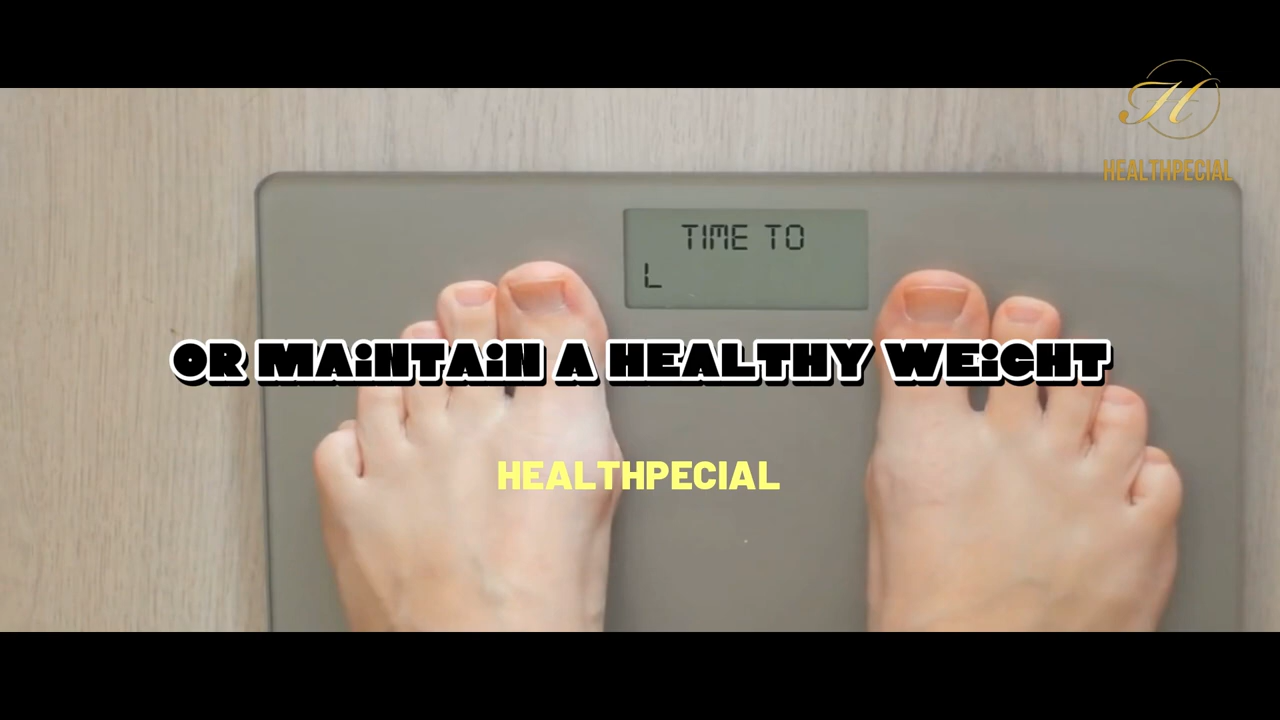 H
HEALTHPECIAL
TIME TO
L
OR MAINTAIN A HEALTHY WEIGHT
HEALTHPECIAL